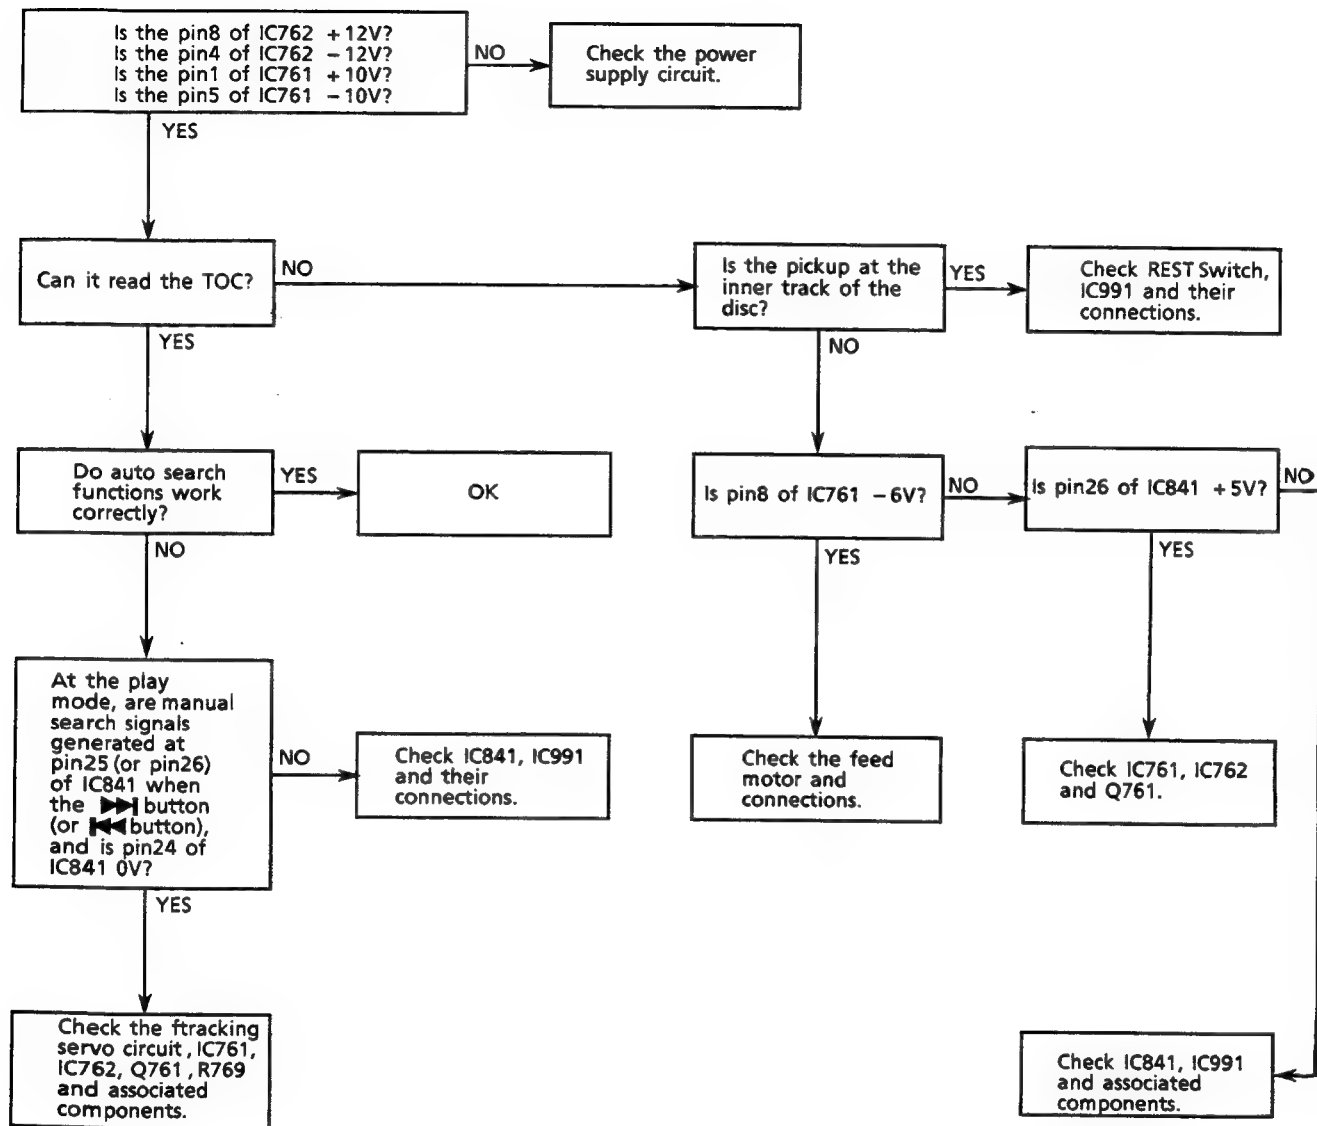 Is the pin8 of IC762 +12V?
Is the pin4 of IC762 −12V?
Is the pin1 of IC761 +10V?
Is the pin5 of IC761 −10V?
NO
Check the power
supply circuit.
YES
Can it read the TOC?
NO
Is the pickup at the
inner track of the
disc?
YES
Check REST Switch,
IC991 and their
connections.
YES
NO
Do auto search
functions work
correctly?
YES
OK
Is pin8 of IC761 −6V?
NO
Is pin26 of IC841 +5V?
NO
NO
YES
YES
At the play
mode, are manual
search signals
generated at
pin25 (or pin26)
of IC841 when
the ▶▶| button
(or |◀◀ button),
and is pin24 of
IC841 0V?
NO
Check IC841, IC991
and their
connections.
Check the feed
motor and
connections.
Check IC761, IC762
and Q761.
YES
Check the ftracking
servo circuit, IC761,
IC762, Q761, R769
and associated
components.
Check IC841, IC991
and associated
components.